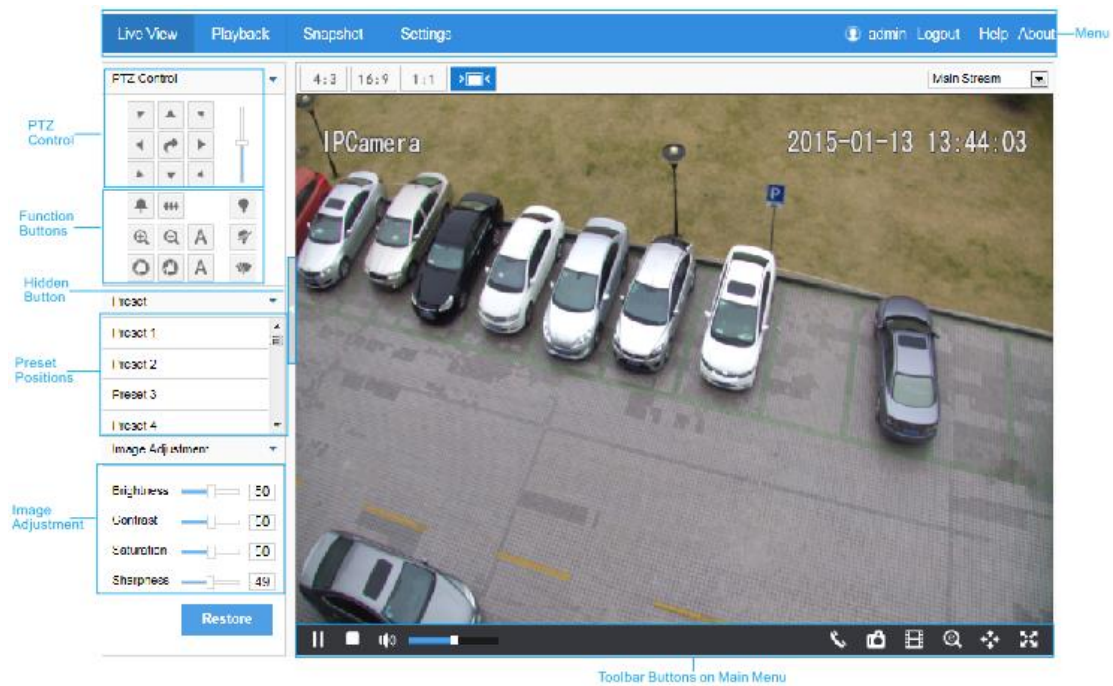 Live View Playback Snapshot Settings admin Logout Help About
Menu
PTZ Control
4:3 16:9 1:1
Main Stream
PTZ
Control
IPCamera
2015-01-13 13:44:03
P
Function
Buttons
A
A
Hidden
Button
Preset
Preset 1
Preset 2
Preset 3
Preset 4
Preset
Positions
Image Adjustment
Brightness 50
Contrast 50
Saturation 50
Sharpness 49
Image
Adjustment
Restore
Toolbar Buttons on Main Menu